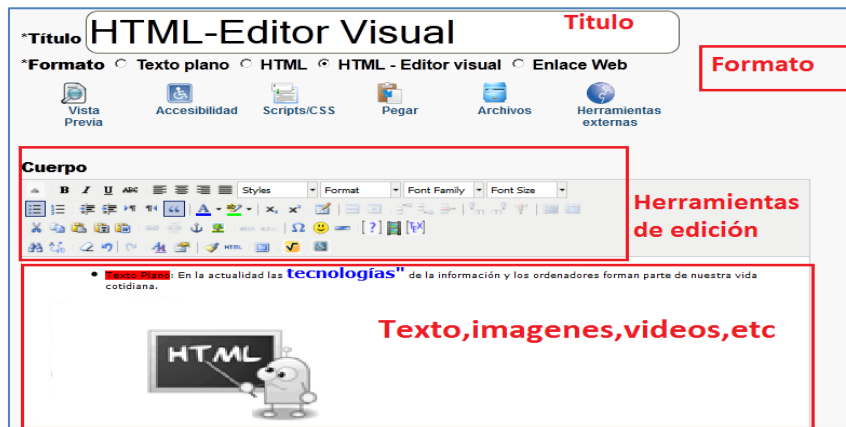 *Título HTML-Editor Visual Titulo
*Formato Texto plano HTML HTML - Editor visual Enlace Web
Formato
Vista Previa Accesibilidad Scripts/CSS Pegar Archivos Herramientas externas
Cuerpo
B I U ABC Styles Format Font Family Font Size
Herramientas
de edición
HTML
Texto Plano: En la actualidad las tecnologías" de la información y los ordenadores forman parte de nuestra vida
cotidiana.
Texto,imagenes,videos,etc
HTML